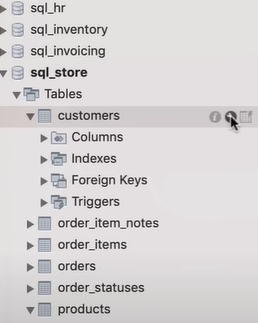 sql_hr
sql_inventory
sql_invoicing
sql_store
Tables
customers
Columns
Indexes
Foreign Keys
Triggers
order_item_notes
order_items
orders
order_statuses
products